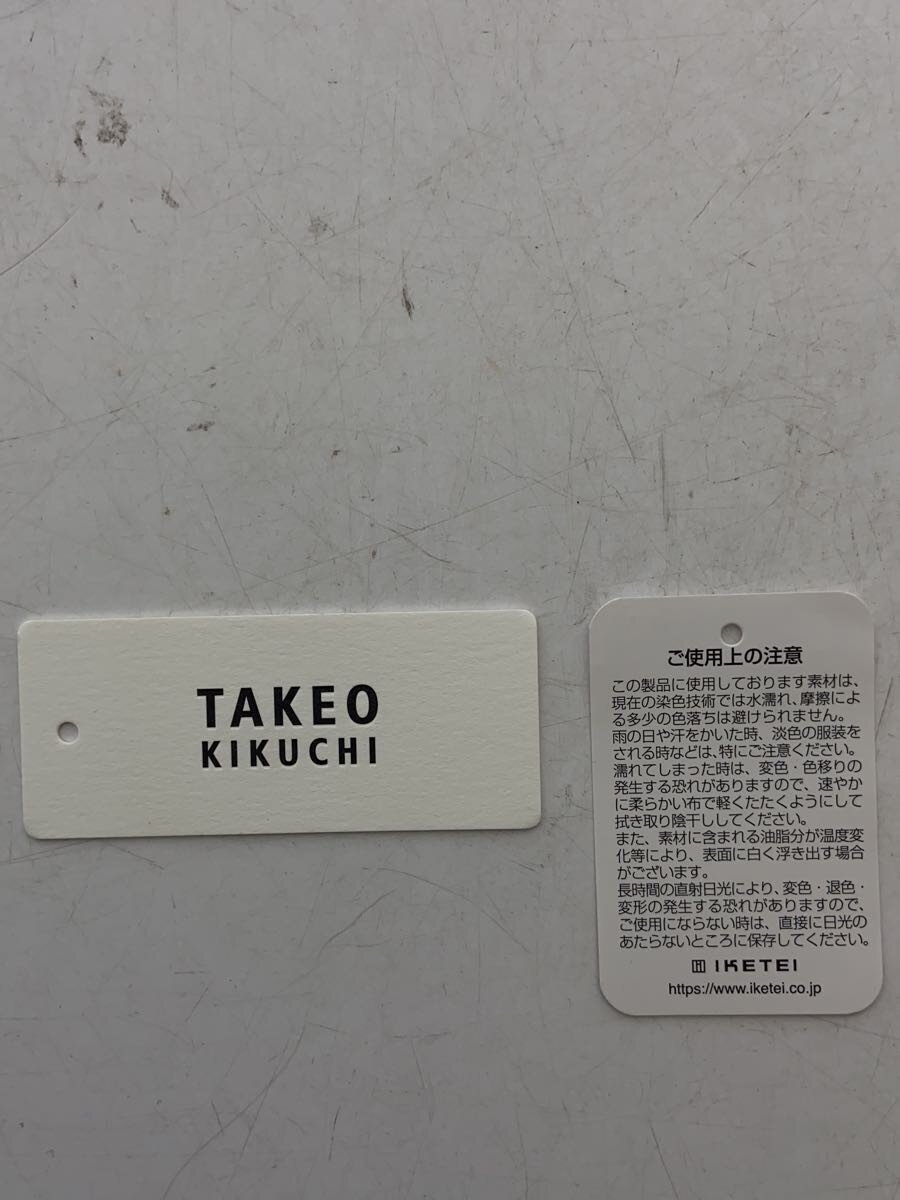 TAKEO
KIKUCHI
ご使用上の注意
この製品に使用しております素材は、
現在の染色技術では水濡れ、摩擦によ
る多少の色落ちは避けられません。
雨の日や汗をかいた時、淡色の服装を
される時などは、特にご注意ください。
濡れてしまった時は、変色・色移りの
発生する恐れがありますので、速やか
に柔らかい布で軽くたたくようにして
拭き取り陰干ししてください。
また、素材に含まれる油脂分が温度変
化等により、表面に白く浮き出す場合
がございます。
長時間の直射日光により、変色・退色・
変形の発生する恐れがありますので、
ご使用にならない時は、直接に日光の
あたらないところに保存してください。
IKETEI
https://www.iketei.co.jp